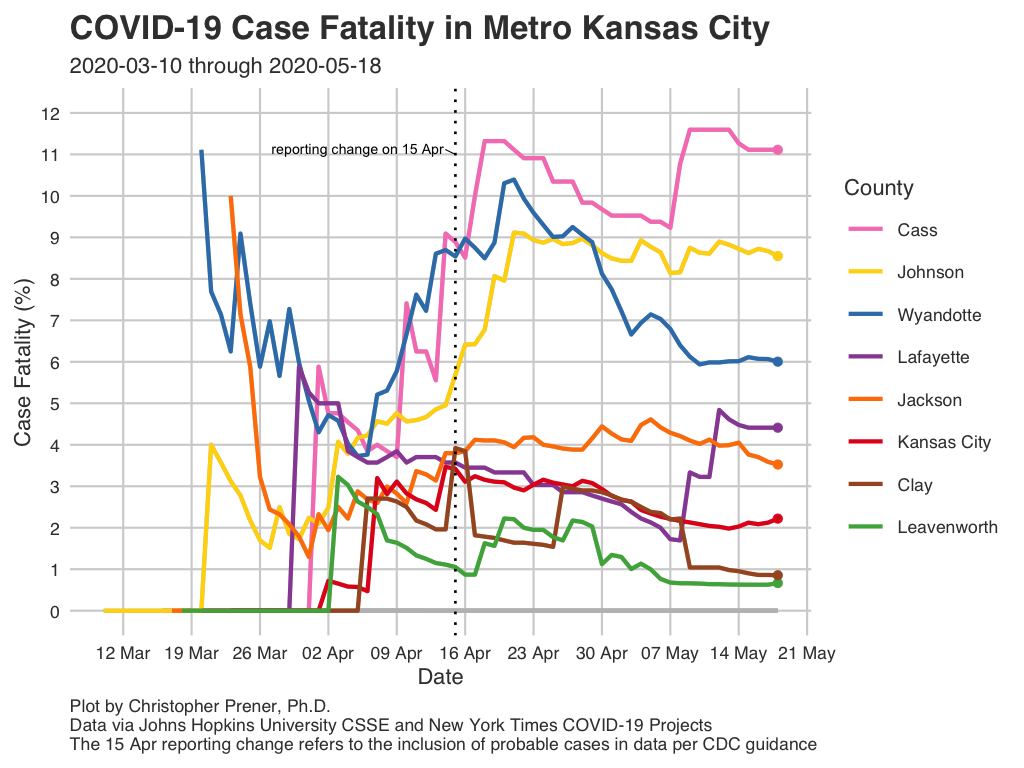 COVID-19 Case Fatality in Metro Kansas City
2020-03-10 through 2020-05-18
12
11
10
9
8
7
6
5
4
3
2
1
0
Case Fatality (%)
reporting change on 15 Apr
12 Mar 19 Mar 26 Mar 02 Apr 09 Apr 16 Apr 23 Apr 30 Apr 07 May 14 May 21 May
Date
County
Cass
Johnson
Wyandotte
Lafayette
Jackson
Kansas City
Clay
Leavenworth
Plot by Christopher Prener, Ph.D.
Data via Johns Hopkins University CSSE and New York Times COVID-19 Projects
The 15 Apr reporting change refers to the inclusion of probable cases in data per CDC guidance